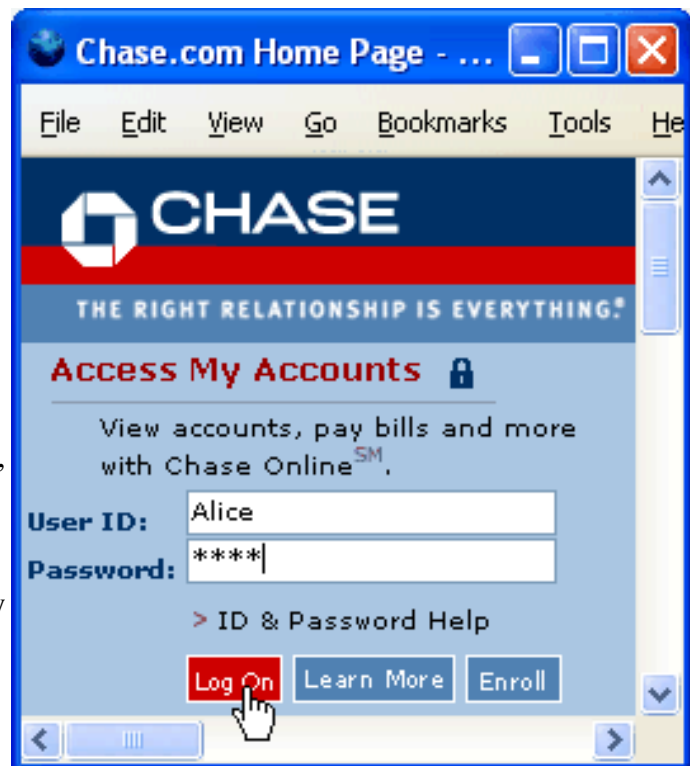 Chase.com Home Page - ...
File Edit View Go Bookmarks Tools He
CHASE
THE RIGHT RELATIONSHIP IS EVERYTHING.®
Access My Accounts
View accounts, pay bills and more
with Chase Online℠.
,
User ID: Alice
Password: ****
y
> ID & Password Help
Log On Learn More Enroll